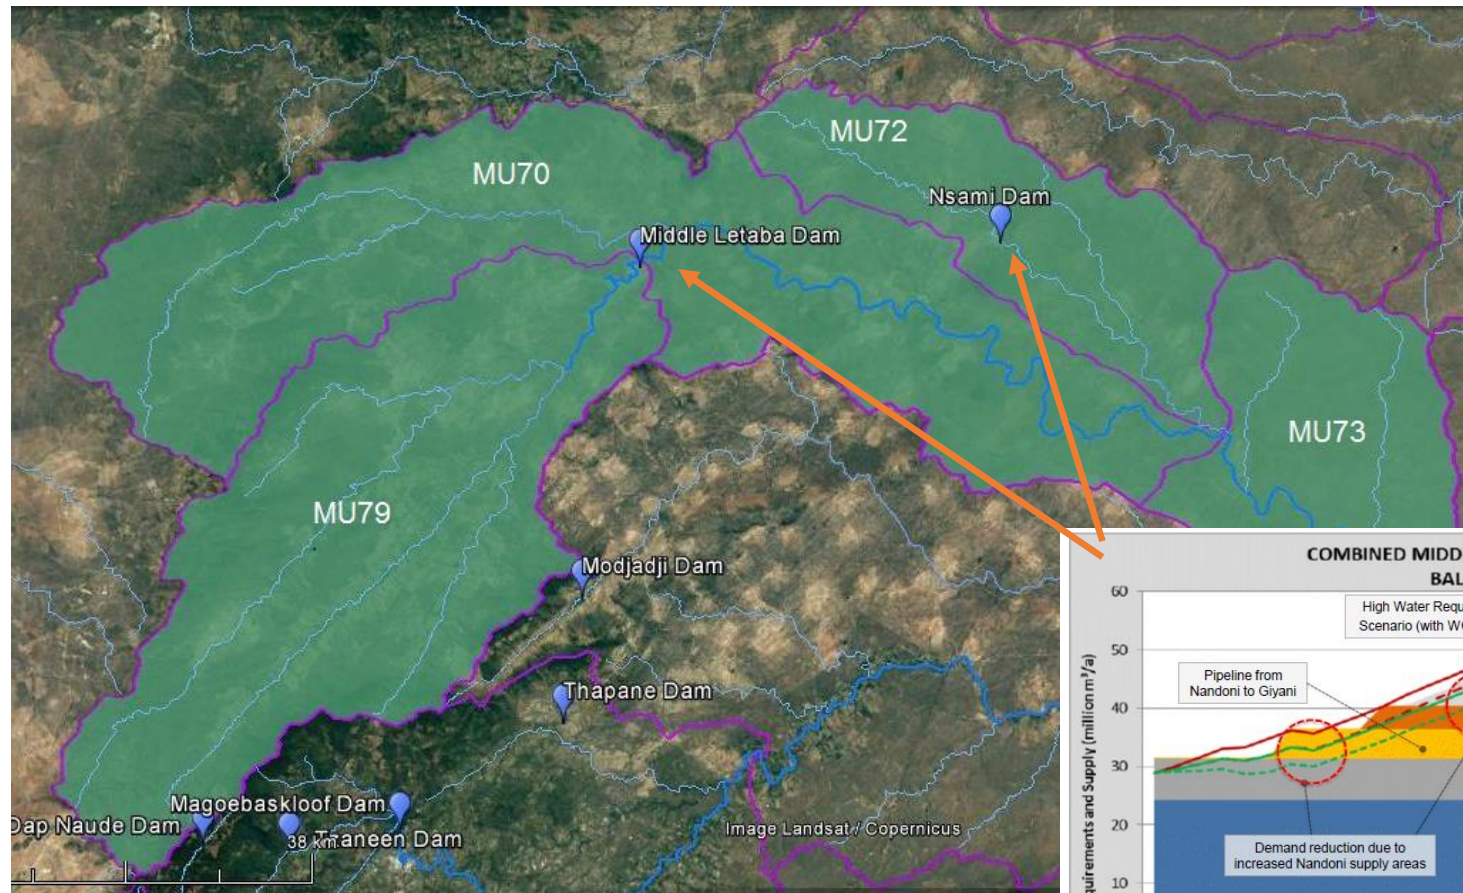 MU70
MU72
Nsami Dam
Middle Letaba Dam
MU73
MU79
Modjadji Dam
Thapane Dam
Magoebaskloof Dam
Dap Naude Dam
38 km
Tzaneen Dam
Image Landsat / Copernicus
COMBINED MIDD
BAL
60
High Water Requ
Scenario (with W
50
Pipeline from
Nandoni to Giyani
40
30
20
10
Demand reduction due to
increased Nandoni supply areas
quirements and Supply (million m³/a)